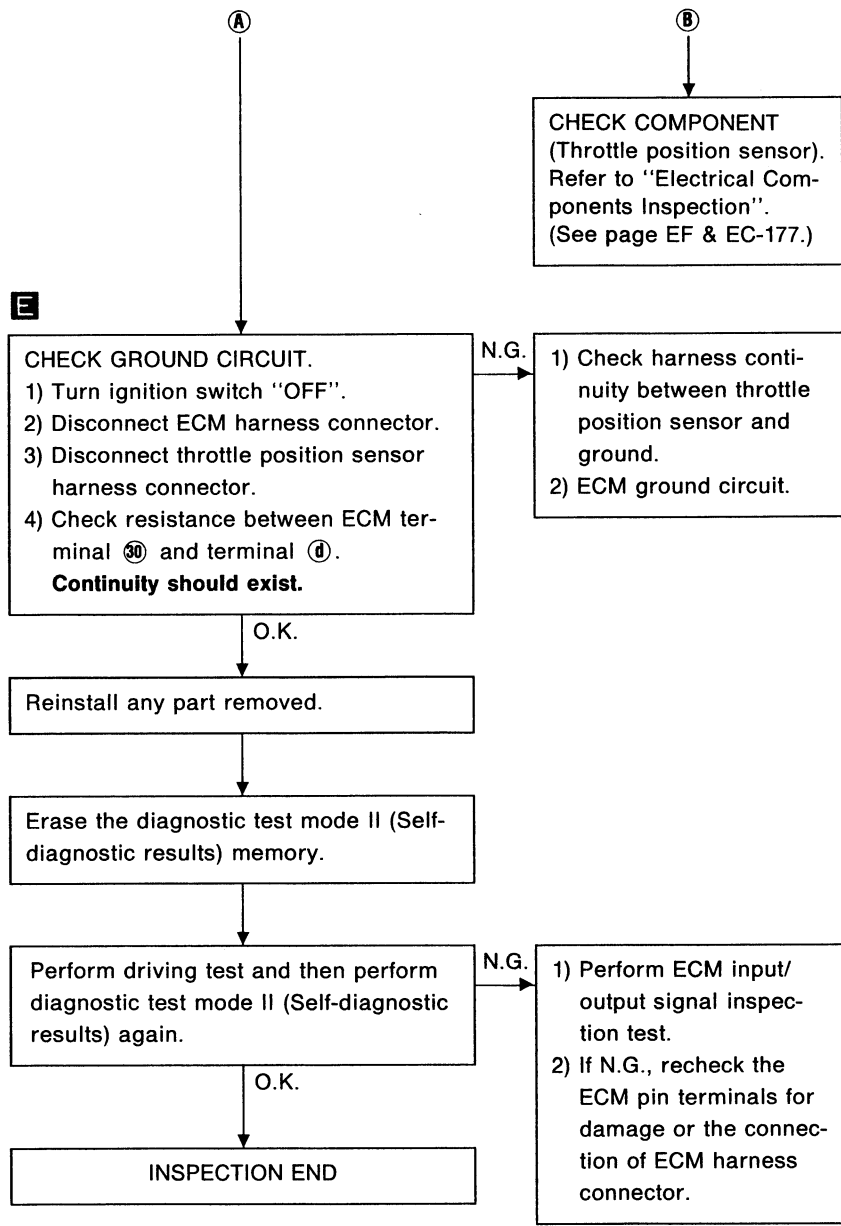 Ⓐ
Ⓑ
CHECK COMPONENT
(Throttle position sensor).
Refer to ‘‘Electrical Com-
ponents Inspection’’.
(See page EF & EC-177.)
E
CHECK GROUND CIRCUIT.
1) Turn ignition switch ‘‘OFF’’.
2) Disconnect ECM harness connector.
3) Disconnect throttle position sensor
harness connector.
4) Check resistance between ECM ter-
minal ㉚ and terminal ⓓ.
Continuity should exist.
N.G.
1) Check harness conti-
nuity between throttle
position sensor and
ground.
2) ECM ground circuit.
O.K.
Reinstall any part removed.
Erase the diagnostic test mode II (Self-
diagnostic results) memory.
Perform driving test and then perform
diagnostic test mode II (Self-diagnostic
results) again.
N.G.
1) Perform ECM input/
output signal inspec-
tion test.
2) If N.G., recheck the
ECM pin terminals for
damage or the connec-
tion of ECM harness
connector.
O.K.
INSPECTION END